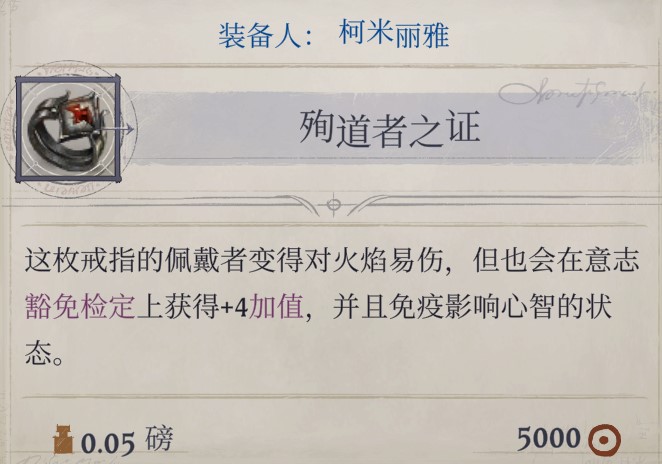 装备人： 柯米丽雅
殉道者之证
这枚戒指的佩戴者变得对火焰易伤，但也会在意志
豁免检定上获得+4加值，并且免疫影响心智的状
态。
0.05 磅
5000